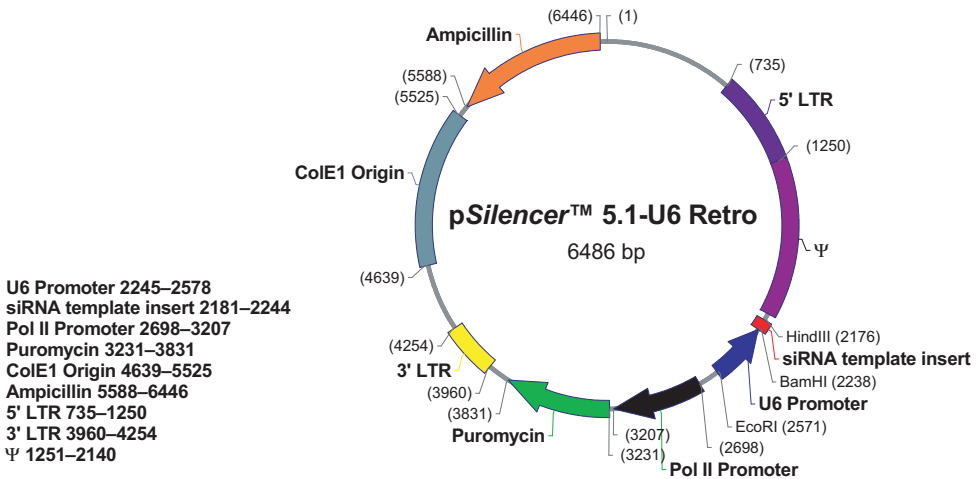 (6446)
(1)
Ampicillin
(735)
(5588)
(5525)
5' LTR
(1250)
ColE1 Origin
pSilencer™ 5.1-U6 Retro
6486 bp
Ψ
(4639)
U6 Promoter 2245–2578
siRNA template insert 2181–2244
Pol II Promoter 2698–3207
Puromycin 3231–3831
ColE1 Origin 4639–5525
Ampicillin 5588–6446
5' LTR 735–1250
3' LTR 3960–4254
Ψ 1251–2140
HindIII (2176)
(4254)
siRNA template insert
3' LTR
BamHI (2238)
(3960)
U6 Promoter
(3831)
EcoRI (2571)
Puromycin
(3207)
(2698)
(3231)
Pol II Promoter